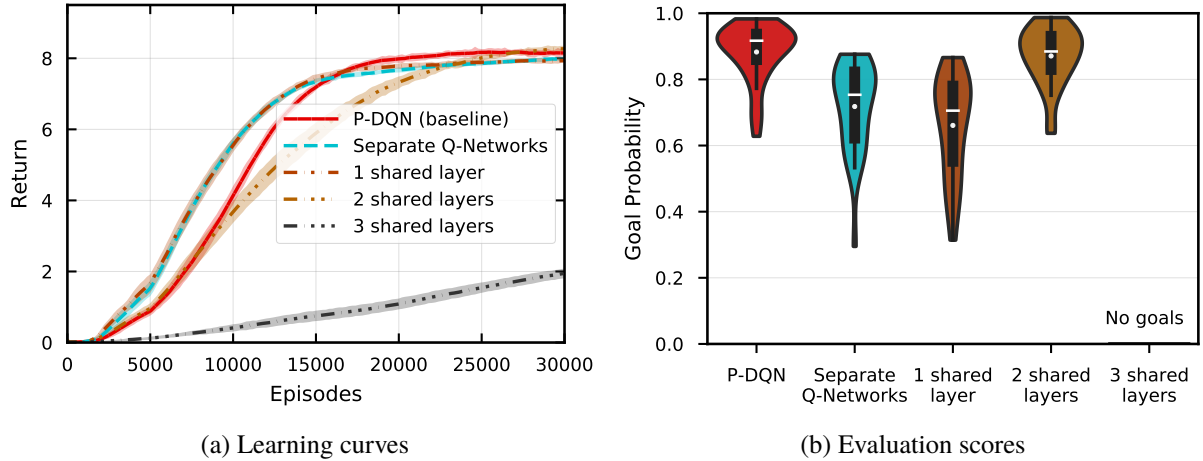 8
6
4
2
0
Return
0
5000
10000
15000
20000
25000
30000
Episodes
P-DQN (baseline)
Separate Q-Networks
1 shared layer
2 shared layers
3 shared layers
(a) Learning curves
1.0
0.8
0.6
0.4
0.2
0.0
Goal Probability
No goals
P-DQN
Separate
Q-Networks
1 shared
layer
2 shared
layers
3 shared
layers
(b) Evaluation scores